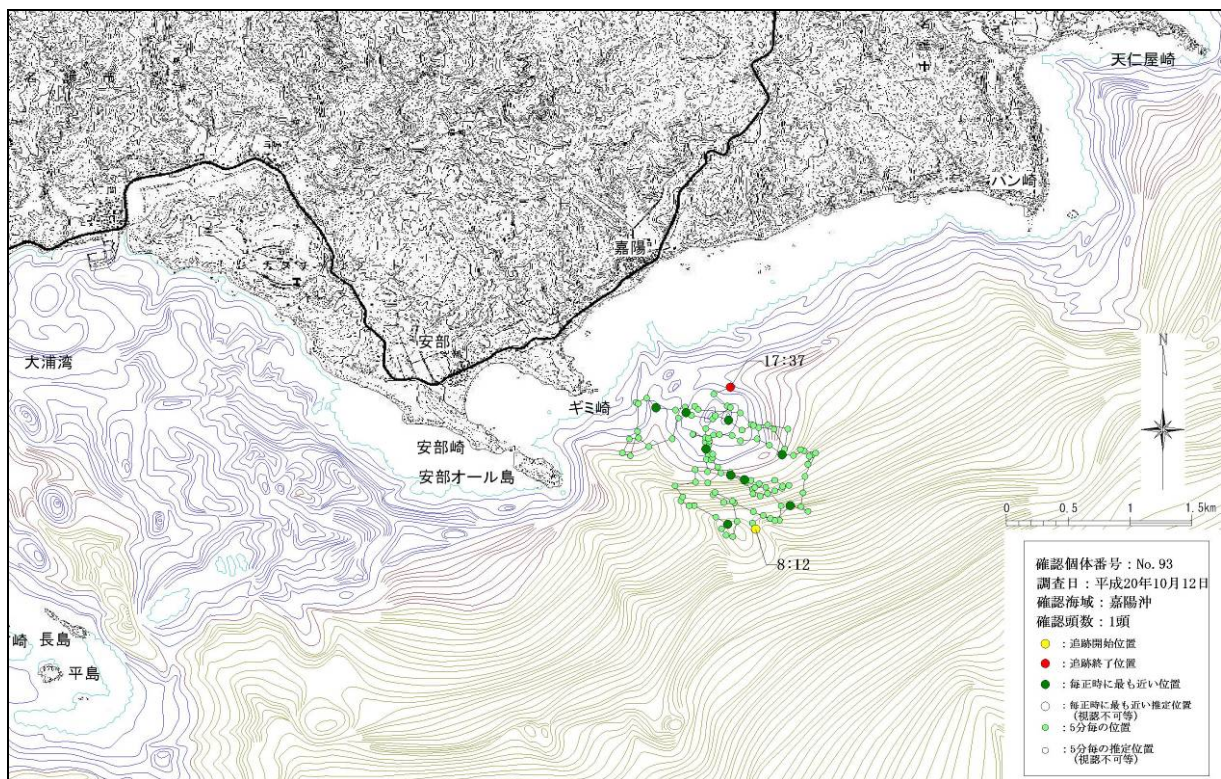 天仁屋崎
バン崎
嘉陽
安部
大浦湾
17:37
ギミ崎
安部崎
安部オール島
8:12
N
0 0.5 1 1.5km
長島
崎
平島
確認個体番号：No.93
調査日：平成20年10月12日
確認海域：嘉陽沖
確認頭数：1頭
：追跡開始位置
：追跡終了位置
：毎正時に最も近い位置
：毎正時に最も近い推定位置
(視認不可等)
：5分毎の位置
：5分毎の推定位置
(視認不可等)